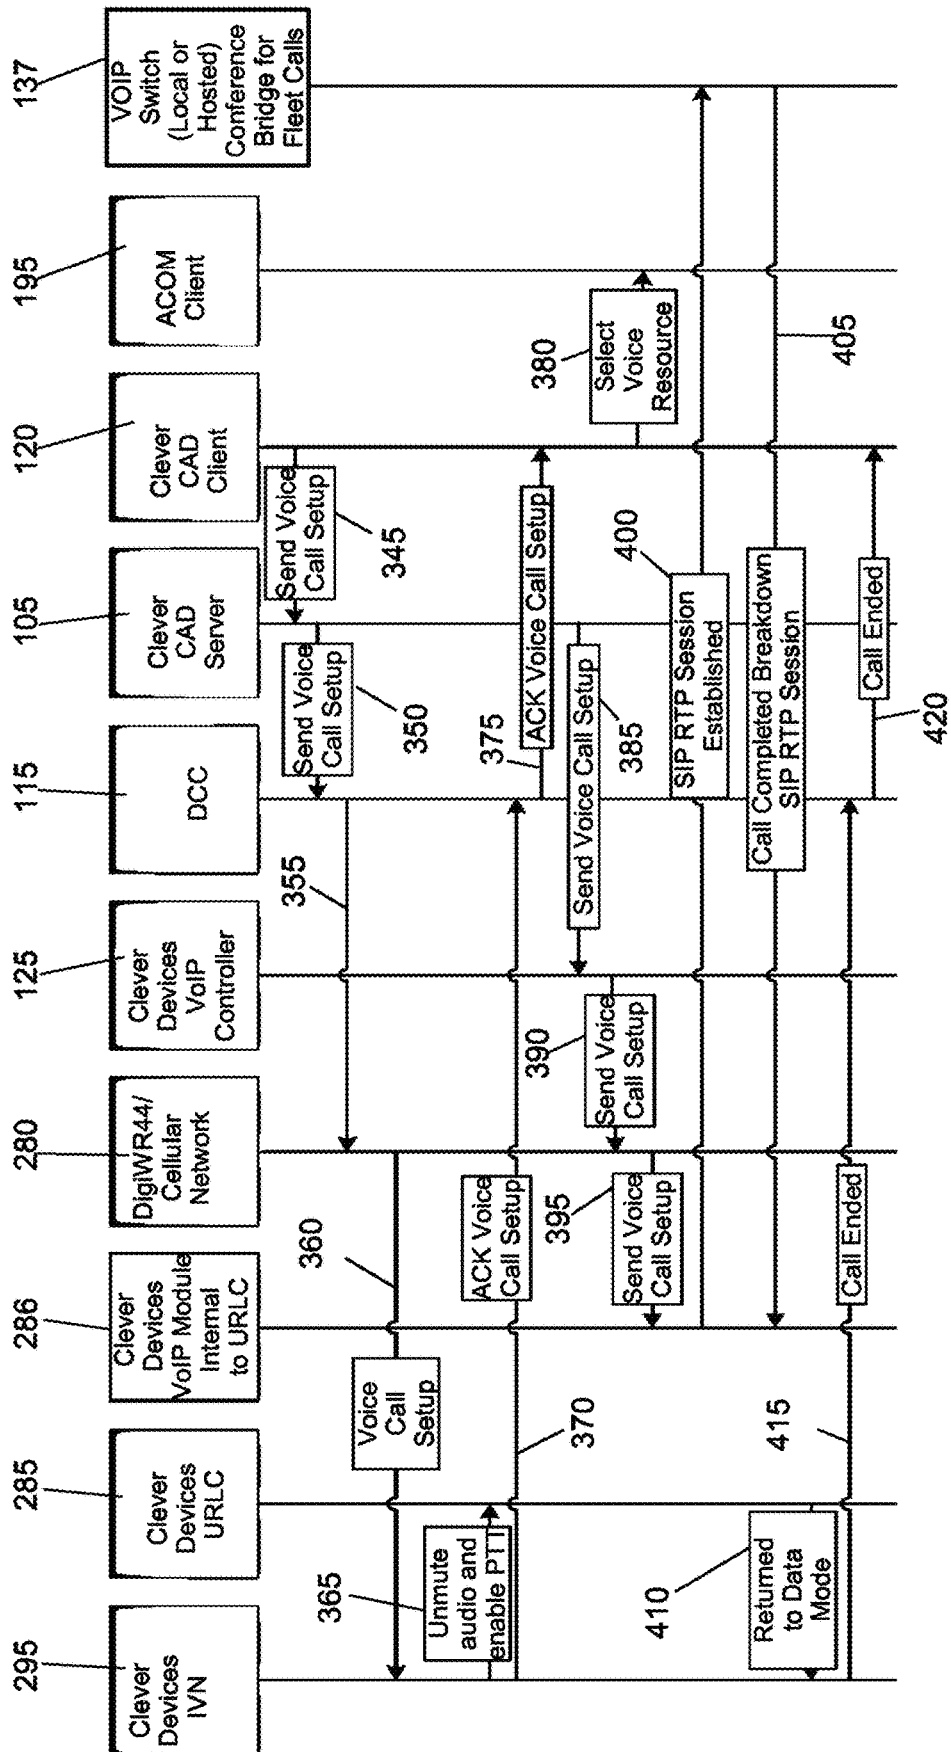 295
285
286
280
125
115
105
120
195
137
Clever
Devices
IVN
Clever
Devices
URLC
Clever
Devices
VoIP Module
Internal
to URLC
DigiWR44/
Cellular
Network
Clever
Devices
VoIP
Controller
DCC
Clever
CAD
Server
Clever
CAD
Client
ACOM
Client
VOIP
Switch
(Local or
Hosted)
Conference
Bridge for
Fleet Calls
Send Voice
Call Setup
345
Send Voice
Call Setup
350
355
360
Voice
Call
Setup
365
Unmute
audio and
enable PTT
370
ACK Voice
Call Setup
375
ACK Voice Call Setup
380
Select
Voice
Resource
Send Voice Call Setup
385
390
Send Voice
Call Setup
395
Send Voice
Call Setup
400
SIP RTP Session
Established
Call Completed Breakdown
SIP RTP Session
405
410
Returned
to Data
Mode
415
Call Ended
Call Ended
420